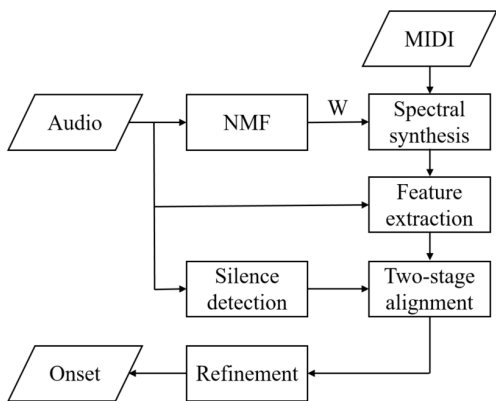 MIDI
Audio
NMF
W
Spectral
synthesis
Feature
extraction
Silence
detection
Two-stage
alignment
Onset
Refinement